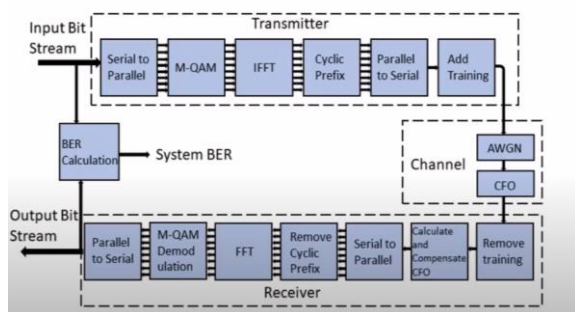 Transmitter
Input Bit
Stream
Serial to
Parallel
M-QAM
IFFT
Cyclic
Prefix
Parallel
to Serial
Add
Training
BER
Calculation
System BER
Channel
AWGN
CFO
Output Bit
Stream
Parallel
to Serial
M-QAM
Demod
ulation
FFT
Remove
Cyclic
Prefix
Serial to
Parallel
Calculate
and
Compensate
CFO
Remove
training
Receiver